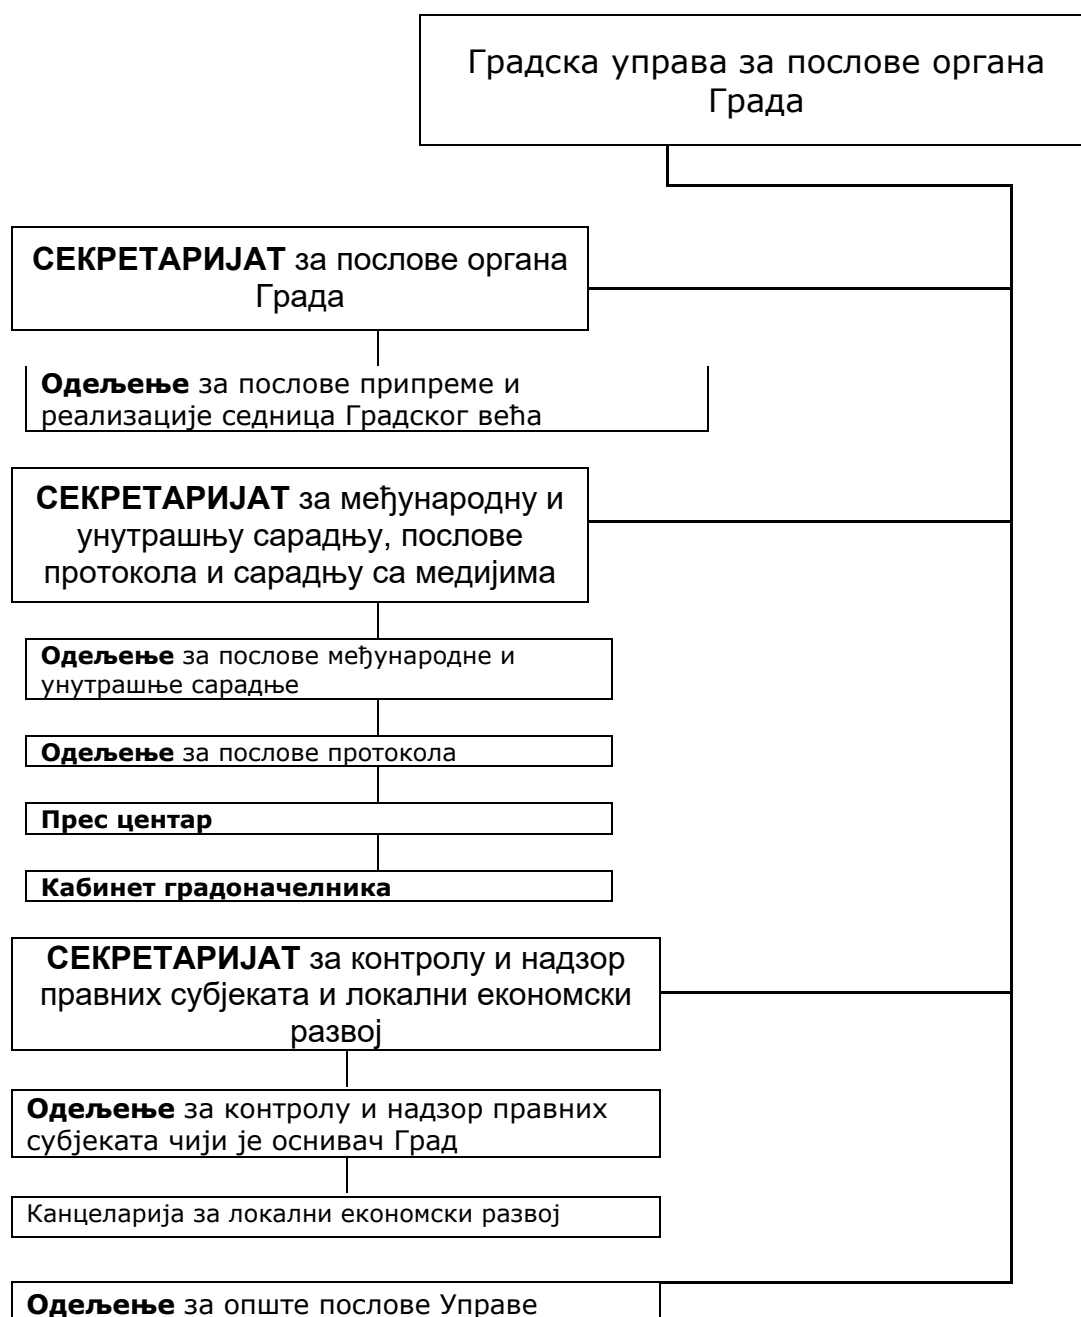 Градска управа за послове органа
Града
СЕКРЕТАРИЈАТ за послове органа
Града
Одељење за послове припреме и
реализације седница Градског већа
СЕКРЕТАРИЈАТ за међународну и
унутрашњу сарадњу, послове
протокола и сарадњу са медијима
Одељење за послове међународне и
унутрашње сарадње
Одељење за послове протокола
Прес центар
Кабинет градоначелника
СЕКРЕТАРИЈАТ за контролу и надзор
правних субјеката и локални економски
развој
Одељење за контролу и надзор правних
субјеката чији је оснивач Град
Канцеларија за локални економски развој
Одељење за опште послове Управе